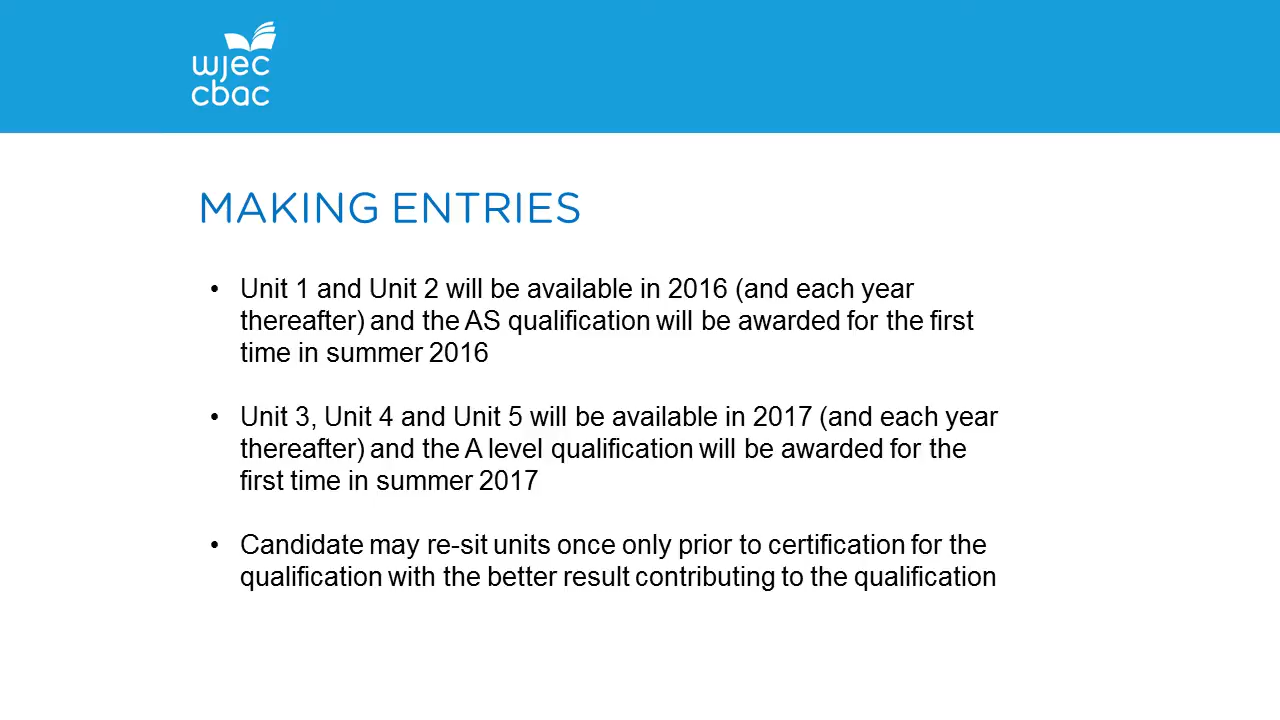 wjec
cbac
MAKING ENTRIES
• Unit 1 and Unit 2 will be available in 2016 (and each year
thereafter) and the AS qualification will be awarded for the first
time in summer 2016
• Unit 3, Unit 4 and Unit 5 will be available in 2017 (and each year
thereafter) and the A level qualification will be awarded for the
first time in summer 2017
• Candidate may re-sit units once only prior to certification for the
qualification with the better result contributing to the qualification